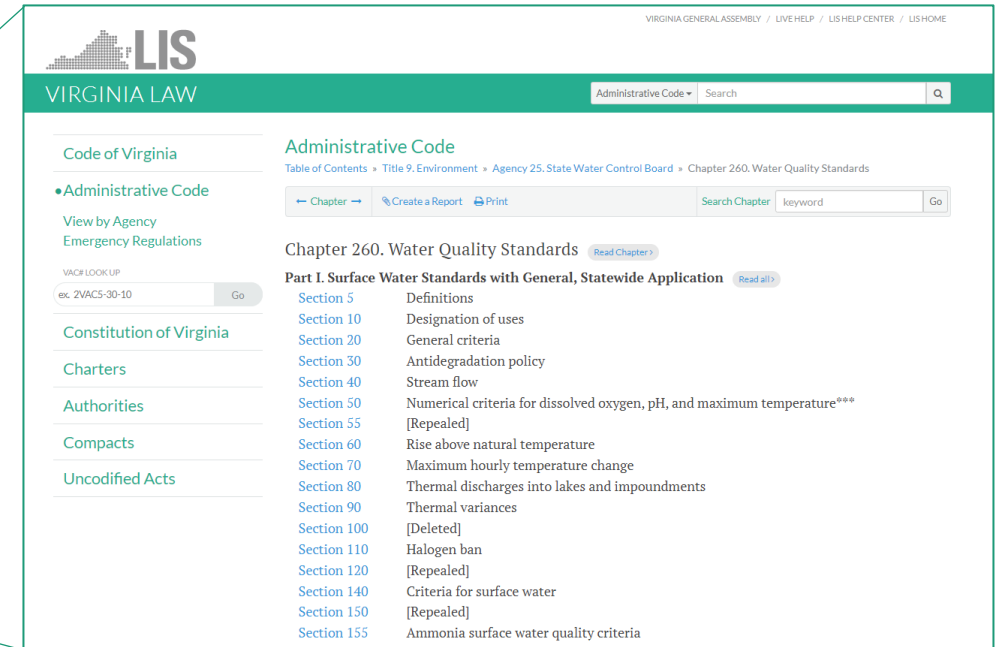 VIRGINIA GENERAL ASSEMBLY / LIVE HELP / LIS HELP CENTER / LIS HOME
LIS
VIRGINIA LAW
Administrative Code Search
Code of Virginia
•Administrative Code
View by Agency
Emergency Regulations
VAC# LOOK UP
ex. 2VAC5-30-10 Go
Constitution of Virginia
Charters
Authorities
Compacts
Uncodified Acts
Administrative Code
Table of Contents » Title 9. Environment » Agency 25. State Water Control Board » Chapter 260. Water Quality Standards
← Chapter → Create a Report Print Search Chapter keyword Go
Chapter 260. Water Quality Standards Read Chapter›
Part I. Surface Water Standards with General, Statewide Application Read all›
Section 5 Definitions
Section 10 Designation of uses
Section 20 General criteria
Section 30 Antidegradation policy
Section 40 Stream flow
Section 50 Numerical criteria for dissolved oxygen, pH, and maximum temperature***
Section 55 [Repealed]
Section 60 Rise above natural temperature
Section 70 Maximum hourly temperature change
Section 80 Thermal discharges into lakes and impoundments
Section 90 Thermal variances
Section 100 [Deleted]
Section 110 Halogen ban
Section 120 [Repealed]
Section 140 Criteria for surface water
Section 150 [Repealed]
Section 155 Ammonia surface water quality criteria